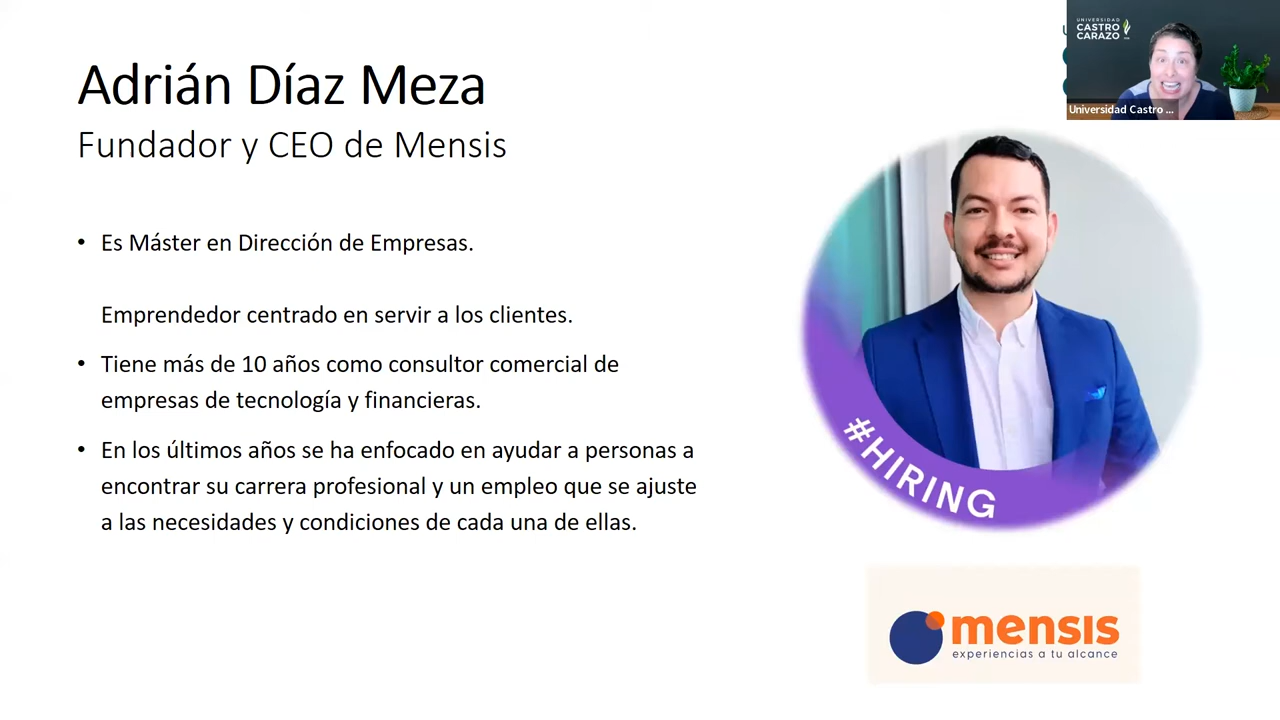 Adrián Díaz Meza
Fundador y CEO de Mensis
• Es Máster en Dirección de Empresas.
Emprendedor centrado en servir a los clientes.
• Tiene más de 10 años como consultor comercial de
empresas de tecnología y financieras.
• En los últimos años se ha enfocado en ayudar a personas a
encontrar su carrera profesional y un empleo que se ajuste
a las necesidades y condiciones de cada una de ellas.
UNIVERSIDAD
CASTRO
CARAZO
Universidad Castro ...
#HIRING
mensis
experiencias a tu alcance